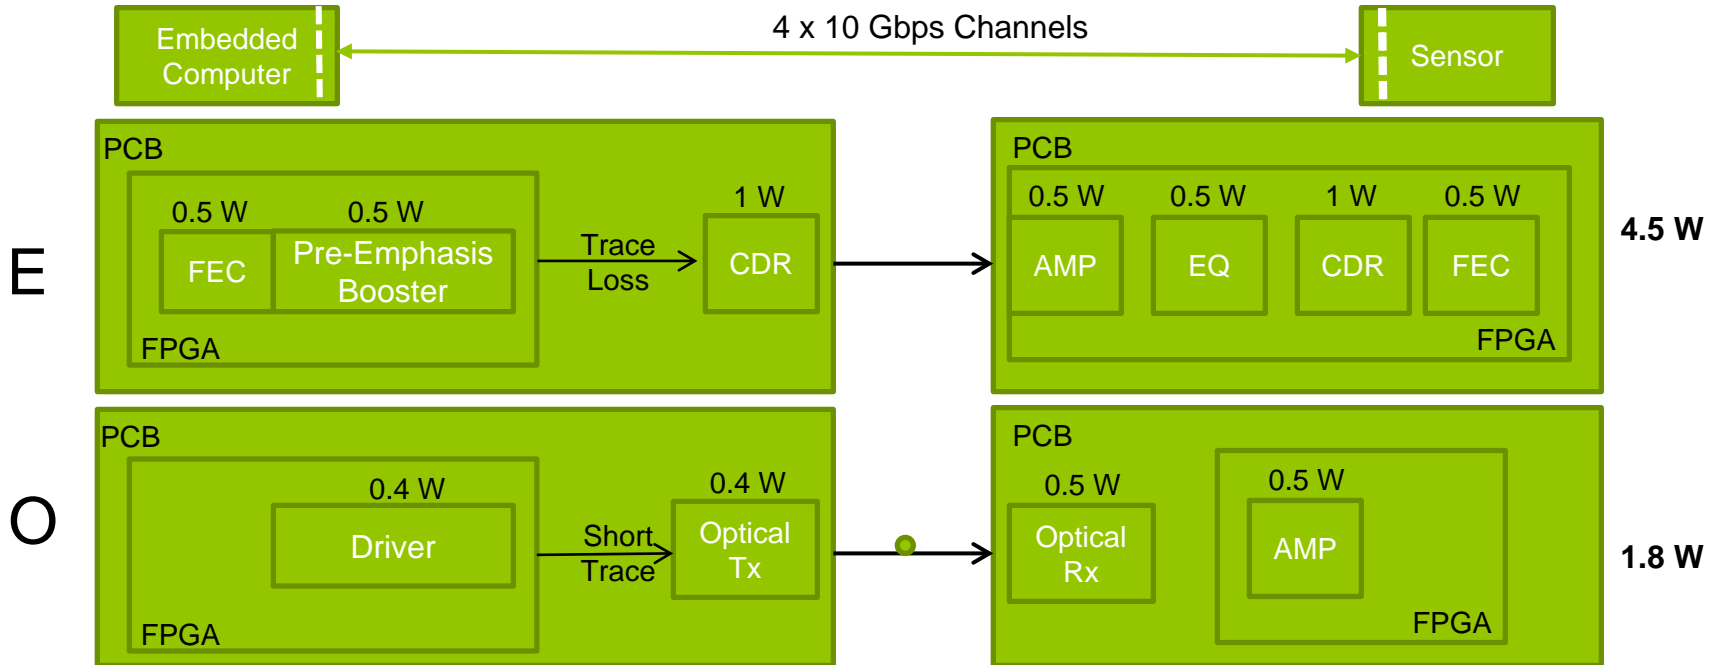 4 x 10 Gbps Channels
Embedded
Computer
Sensor
E
PCB
0.5 W
0.5 W
FEC
Pre-Emphasis
Booster
FPGA
Trace
Loss
1 W
CDR
PCB
0.5 W
0.5 W
1 W
0.5 W
AMP
EQ
CDR
FEC
FPGA
4.5 W
O
PCB
0.4 W
Driver
FPGA
Short
Trace
0.4 W
Optical
Tx
PCB
0.5 W
Optical
Rx
0.5 W
AMP
FPGA
1.8 W